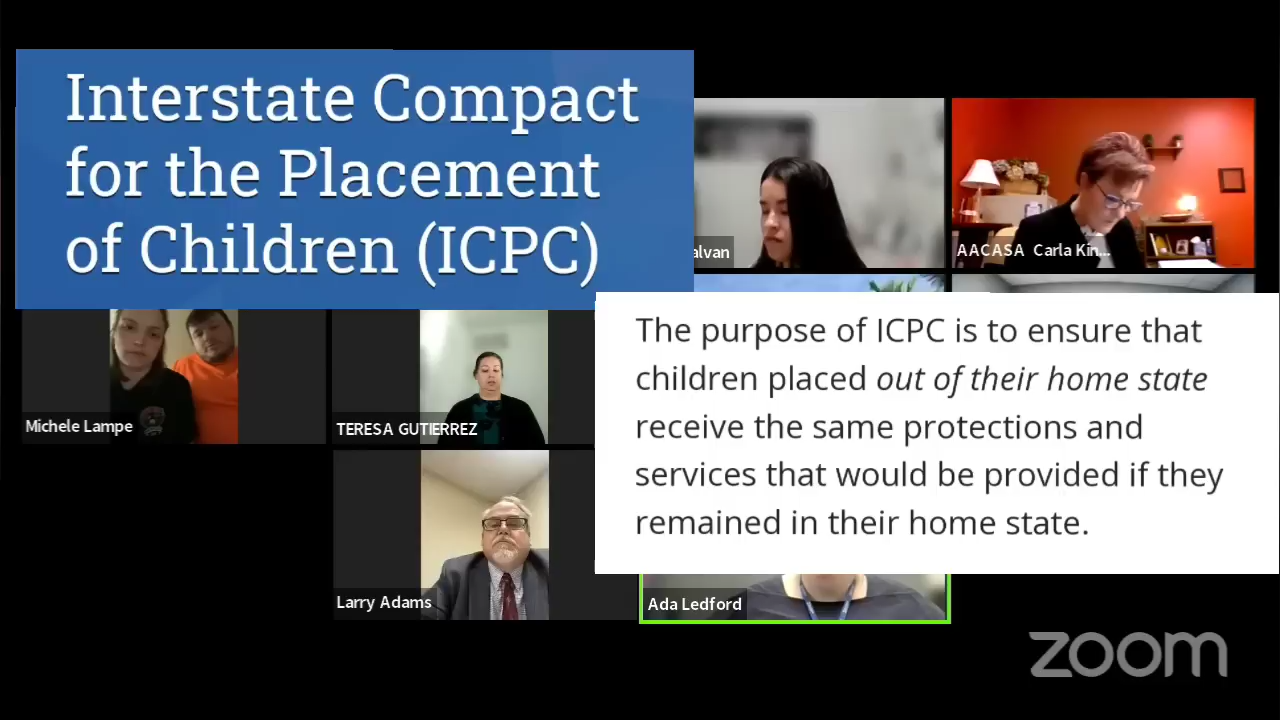 Interstate Compact
for the Placement
of Children (ICPC)
alvan
AACASA Carla Kin...
The purpose of ICPC is to ensure that
children placed out of their home state
receive the same protections and
services that would be provided if they
remained in their home state.
Michele Lampe
TERESA GUTIERREZ
Larry Adams
Ada Ledford
zoom